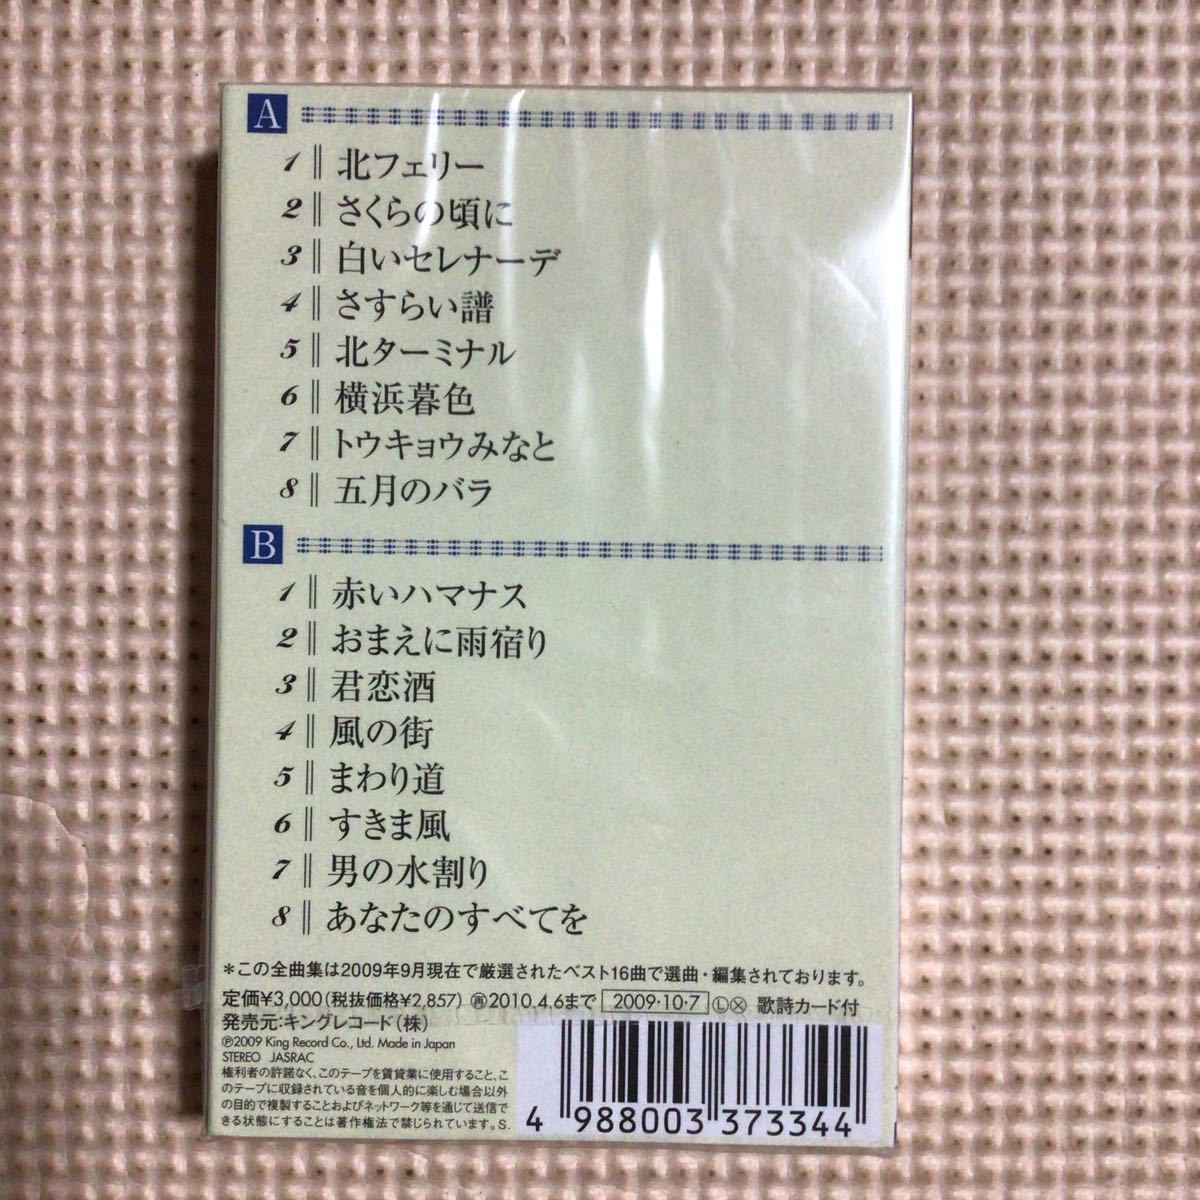 A
1 北フェリー
2 さくらの頃に
3 白いセレナーデ
4 さすらい譜
5 北ターミナル
6 横浜暮色
7 トウキョウみなと
8 五月のバラ
B
1 赤いハマナス
2 おまえに雨宿り
3 君恋酒
4 風の街
5 まわり道
6 すきま風
7 男の水割り
8 あなたのすべてを
*この全曲集は2009年9月現在で厳選されたベスト16曲で選曲・編集されております。
定価¥3,000(税抜価格¥2,857) ㊢2010.4.6まで 2009・10・7 Ⓛ Ⓧ 歌詩カード付
発売元:キングレコード(株)
℗2009 King Record Co., Ltd. Made in Japan
STEREO JASRAC
権利者の許諾なく、このテープを賃貸業に使用すること、こ
のテープに収録されている音を個人的に楽しむ場合以外
の目的で複製することおよびネットワーク等を通じて送信で
きる状態にすることは著作権法で禁じられています。S.
4 988003 373344